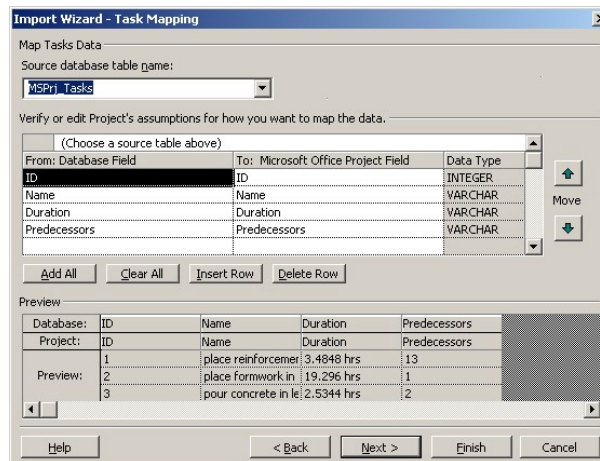 Import Wizard - Task Mapping
Map Tasks Data
Source database table name:
MSPrj_Tasks
Verify or edit Project's assumptions for how you want to map the data.
(Choose a source table above)
From: Database Field To: Microsoft Office Project Field Data Type
ID ID INTEGER
Name Name VARCHAR
Duration Duration VARCHAR
Predecessors Predecessors VARCHAR
Move
Add All Clear All Insert Row Delete Row
Preview
Database: ID Name Duration Predecessors
Project: ID Name Duration Predecessors
Preview:
1 place reinforcemer 3.4848 hrs 13
2 place formwork in 19.296 hrs 1
3 pour concrete in le 2.5344 hrs 2
Help < Back Next > Finish Cancel